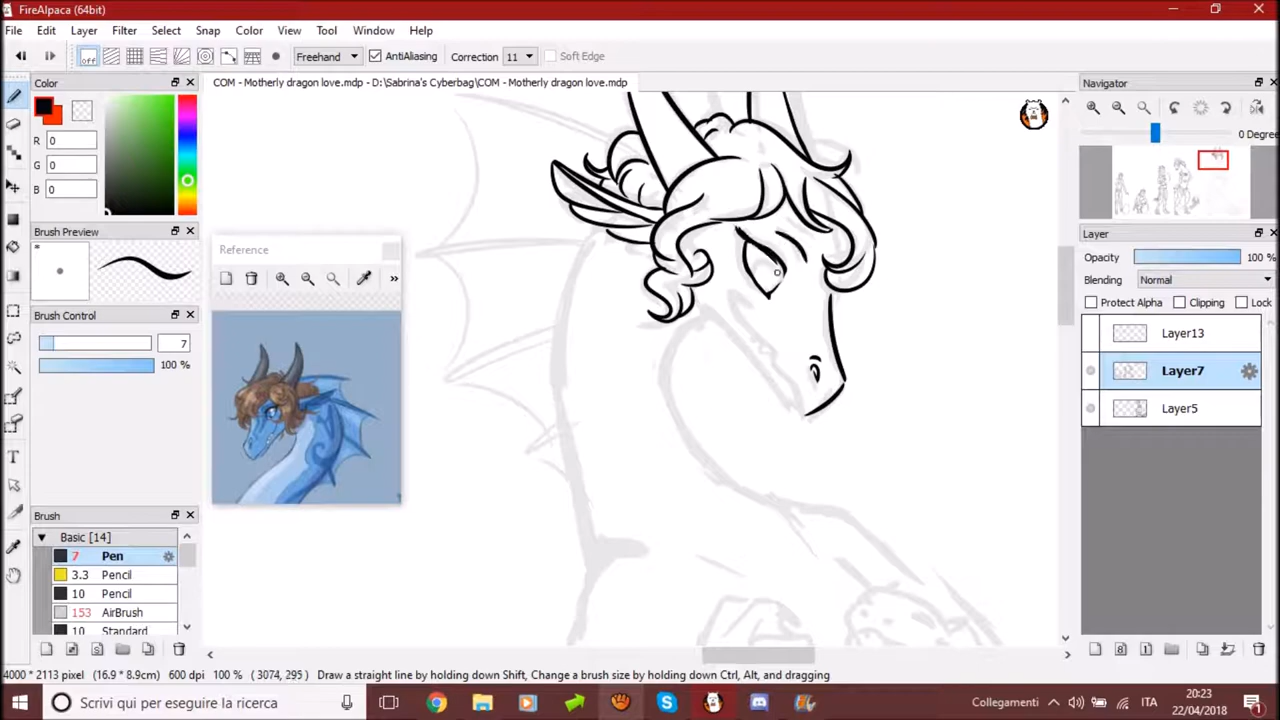 FireAlpaca (64bit)
File Edit Layer Filter Select Snap Color View Tool Window Help
off Freehand AntiAliasing Correction 11 Soft Edge
Color
R 0
G 0
B 0
Brush Preview
*
Brush Control
7
100 %
Brush
Basic [14]
7 Pen
3.3 Pencil
10 Pencil
153 AirBrush
10 Standard
COM - Motherly dragon love.mdp - D:\Sabrina's Cyberbag\COM - Motherly dragon love.mdp
Reference
»
Navigator
0 Degree
Layer
Opacity 100 %
Blending Normal
Protect Alpha Clipping Lock
Layer13
Layer7
Layer5
4000 * 2113 pixel (16.9 * 8.9cm) 600 dpi 100 % ( 3074, 295 ) Draw a straight line by holding down Shift, Change a brush size by holding down Ctrl, Alt, and dragging
Scrivi qui per eseguire la ricerca
Collegamenti » ITA
20:23
22/04/2018
1